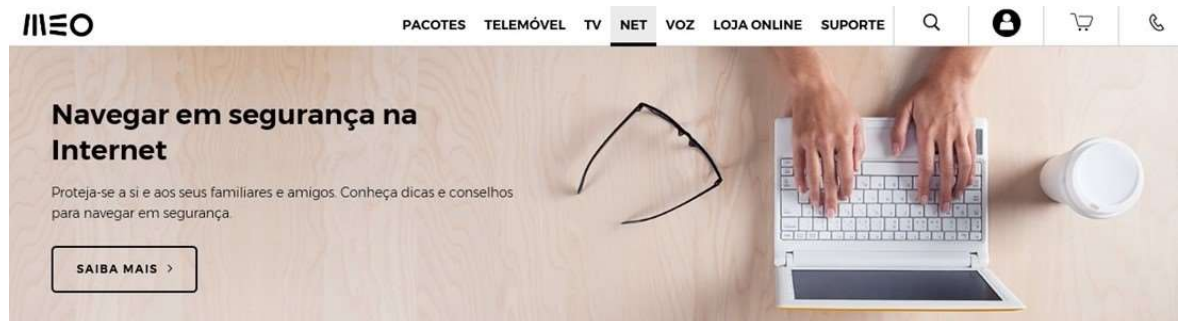 MEO
PACOTES TELEMÓVEL TV NET VOZ LOJA ONLINE SUPORTE
Navegar em segurança na
Internet
Proteja-se a si e aos seus familiares e amigos. Conheça dicas e conselhos
para navegar em segurança.
SAIBA MAIS >